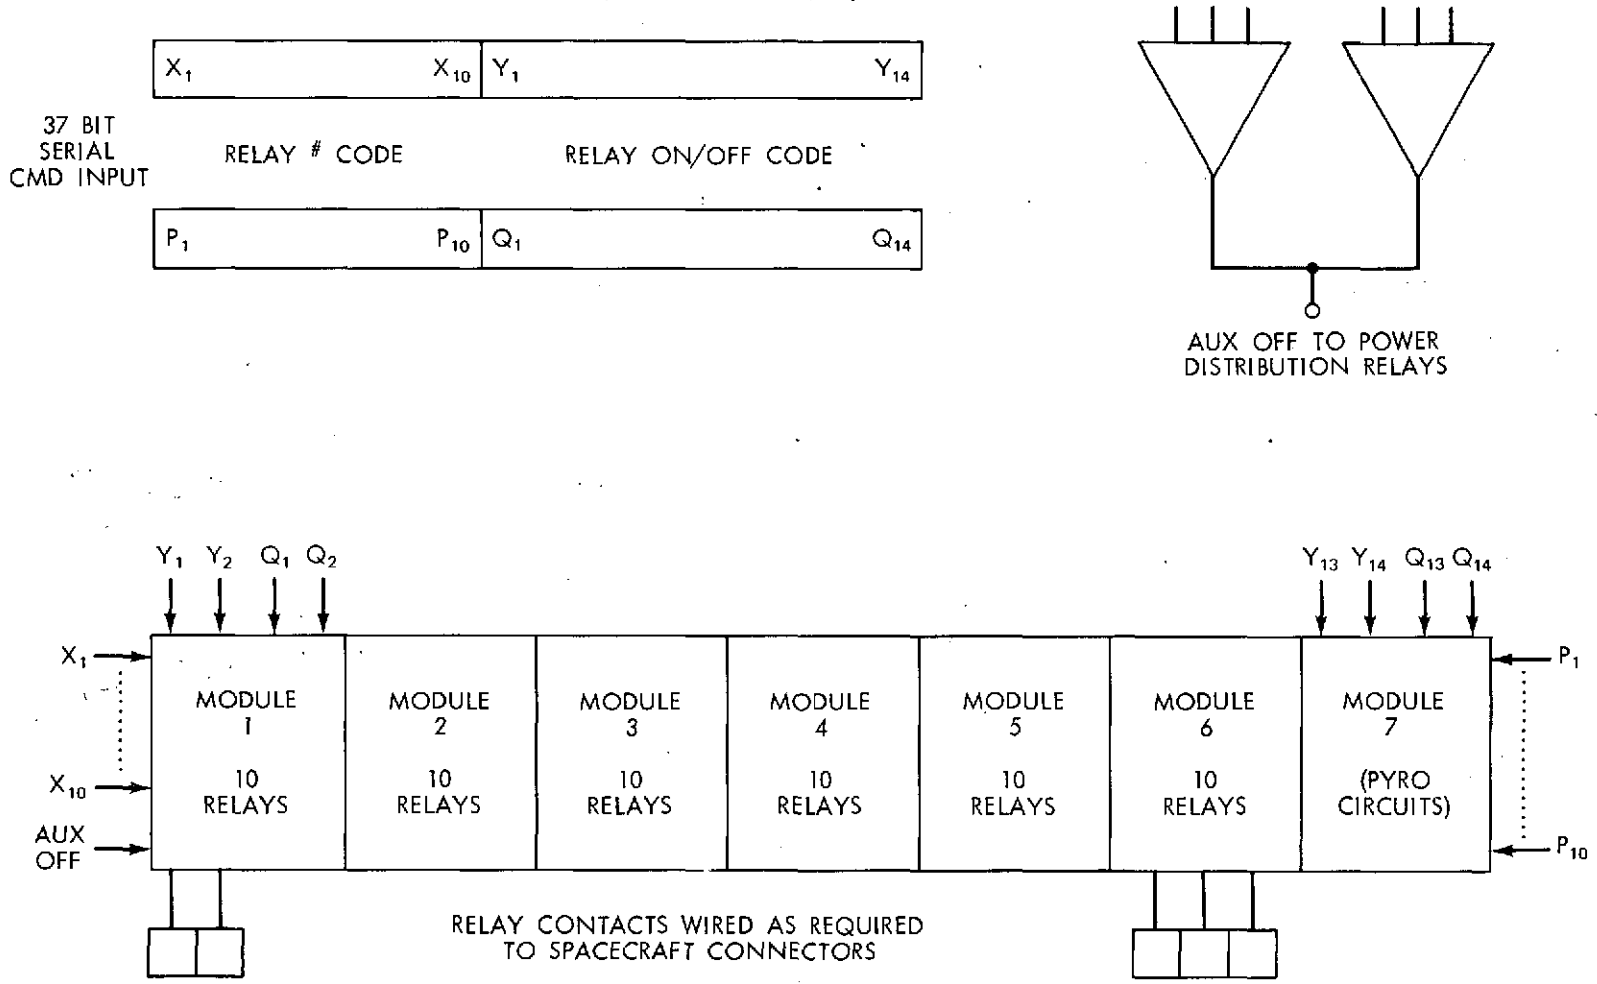 X1 X10 Y1 Y14
37 BIT
SERIAL
CMD INPUT
RELAY # CODE
RELAY ON/OFF CODE
P1 P10 Q1 Q14
AUX OFF TO POWER
DISTRIBUTION RELAYS
Y1 Y2 Q1 Q2
Y13 Y14 Q13 Q14
X1
X10
AUX
OFF
MODULE
1
10
RELAYS
MODULE
2
10
RELAYS
MODULE
3
10
RELAYS
MODULE
4
10
RELAYS
MODULE
5
10
RELAYS
MODULE
6
10
RELAYS
MODULE
7
(PYRO
CIRCUITS)
P1
P10
RELAY CONTACTS WIRED AS REQUIRED
TO SPACECRAFT CONNECTORS